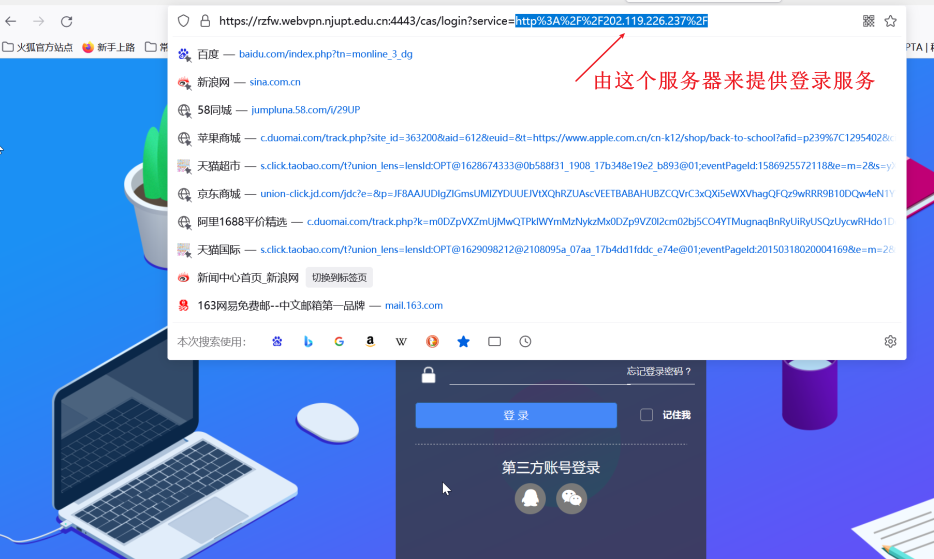 https://rzfw.webvpn.njupt.edu.cn:4443/cas/login?service=http%3A%2F%2F202.119.226.237%2F
火狐官方站点 新手上路 常
PTA | 
百度 — baidu.com/index.php?tn=monline_3_dg
由这个服务器来提供登录服务
新浪网 — sina.com.cn
58同城 — jumpluna.58.com/i/29UP
苹果商城 — c.duomai.com/track.php?site_id=363200&aid=612&euid=&t=https://www.apple.com.cn/cn-k12/shop/back-to-school?afid=p239%7C1295402&
天猫超市 — s.click.taobao.com/t?union_lens=lensId:OPT@1628674333@0b588f31_1908_17b348e19e2_b893@01;eventPageId:1586925572118&e=m=2&s=y
京东商城 — union-click.jd.com/jdc?e=&p=JF8AAJUDIgZIGmsUMlZYDUUEJVtXQhRZUAscVEETBABAHUBZCQVrC3xQXi5eWXVhagQFQz9wRRR9B10DQw4eN1Y
阿里1688平价精选 — c.duomai.com/track.php?k=m0DZpVXZmUjMwQTPklWYmMzNykzMx0DZp9VZ0l2cm02bj5CO4YTMugnaqBnRyUiRyUSQzUycwRHdo1D
天猫国际 — s.click.taobao.com/t?union_lens=lensId:OPT@1629098212@2108095a_07aa_17b4dd1fddc_e74e@01;eventPageId:20150318020004169&e=m=2&
新闻中心首页_新浪网 切换到标签页
163网易免费邮--中文邮箱第一品牌 — mail.163.com
本次搜索使用：
忘记登录密码？
登 录 记住我
第三方账号登录